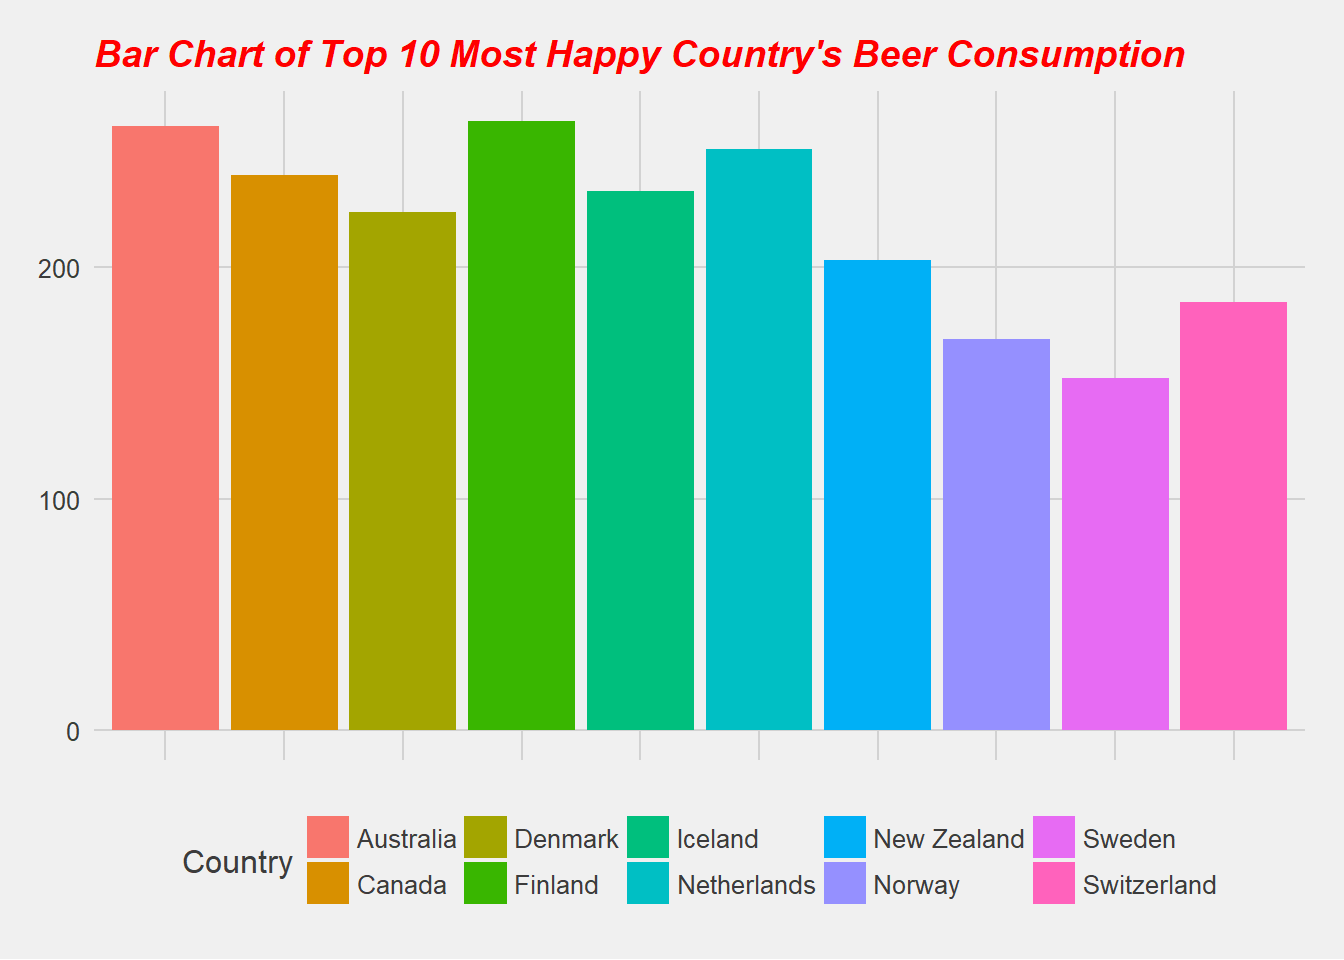 Bar Chart of Top 10 Most Happy Country's Beer Consumption
200
100
0
Country
Australia Denmark Iceland New Zealand Sweden
Canada Finland Netherlands Norway Switzerland